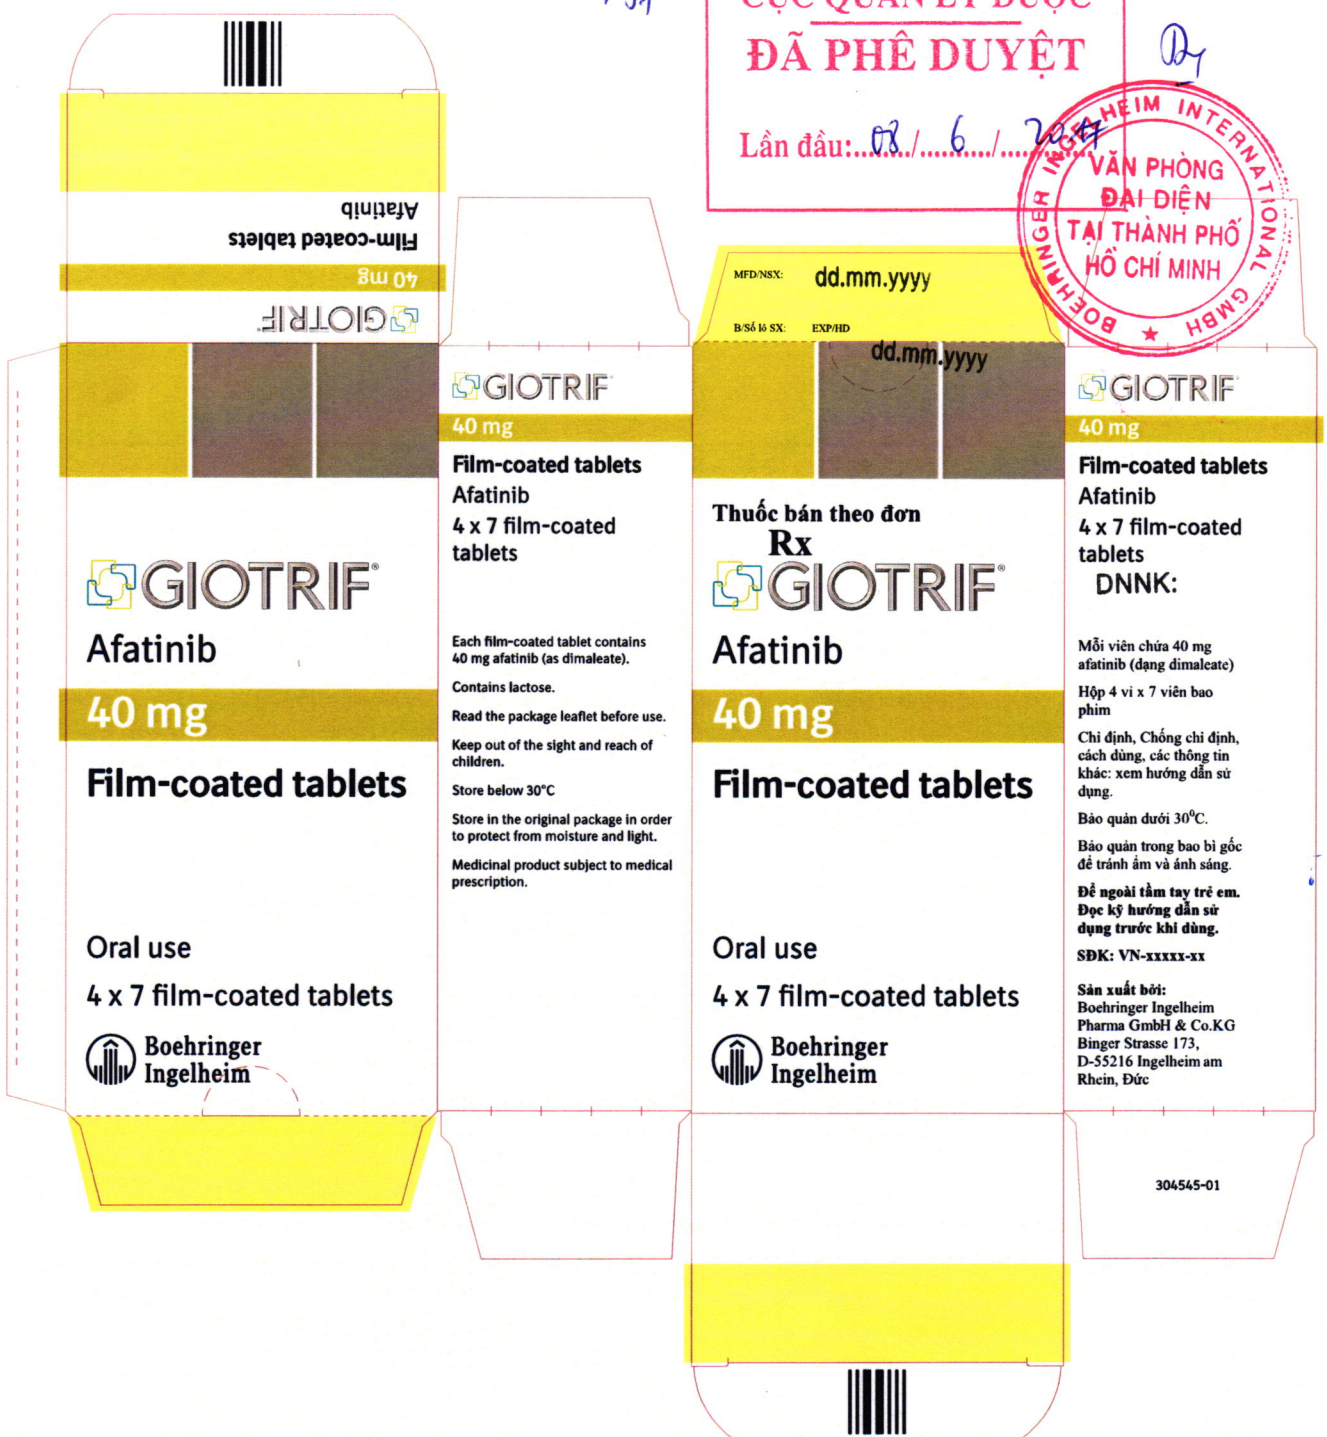 CỤC QUẢN LÝ DƯỢC
ĐÃ PHÊ DUYỆT
Lần đầu: 08 / 6 / 2017
BOEHRINGER INGELHEIM INTERNATIONAL GMBH
VĂN PHÒNG
ĐẠI DIỆN
TẠI THÀNH PHỐ
HỒ CHÍ MINH
Afatinib
Film-coated tablets
40 mg
GIOTRIF®
GIOTRIF®
Afatinib
40 mg
Film-coated tablets
Oral use
4 x 7 film-coated tablets
Boehringer
Ingelheim
GIOTRIF®
40 mg
Film-coated tablets
Afatinib
4 x 7 film-coated
tablets
Each film-coated tablet contains
40 mg afatinib (as dimaleate).
Contains lactose.
Read the package leaflet before use.
Keep out of the sight and reach of
children.
Store below 30°C
Store in the original package in order
to protect from moisture and light.
Medicinal product subject to medical
prescription.
MFD/NSX: dd.mm.yyyy
B/Số lô SX: EXP/HD
dd.mm.yyyy
Thuốc bán theo đơn
Rx
GIOTRIF®
Afatinib
40 mg
Film-coated tablets
Oral use
4 x 7 film-coated tablets
Boehringer
Ingelheim
GIOTRIF®
40 mg
Film-coated tablets
Afatinib
4 x 7 film-coated
tablets
DNNK:
Mỗi viên chứa 40 mg
afatinib (dạng dimaleate)
Hộp 4 vỉ x 7 viên bao
phim
Chỉ định, Chống chỉ định,
cách dùng, các thông tin
khác: xem hướng dẫn sử
dụng.
Bảo quản dưới 30⁰C.
Bảo quản trong bao bì gốc
để tránh ẩm và ánh sáng.
Để ngoài tầm tay trẻ em.
Đọc kỹ hướng dẫn sử
dụng trước khi dùng.
SĐK: VN-xxxxx-xx
Sản xuất bởi:
Boehringer Ingelheim
Pharma GmbH & Co.KG
Binger Strasse 173,
D-55216 Ingelheim am
Rhein, Đức
304545-01